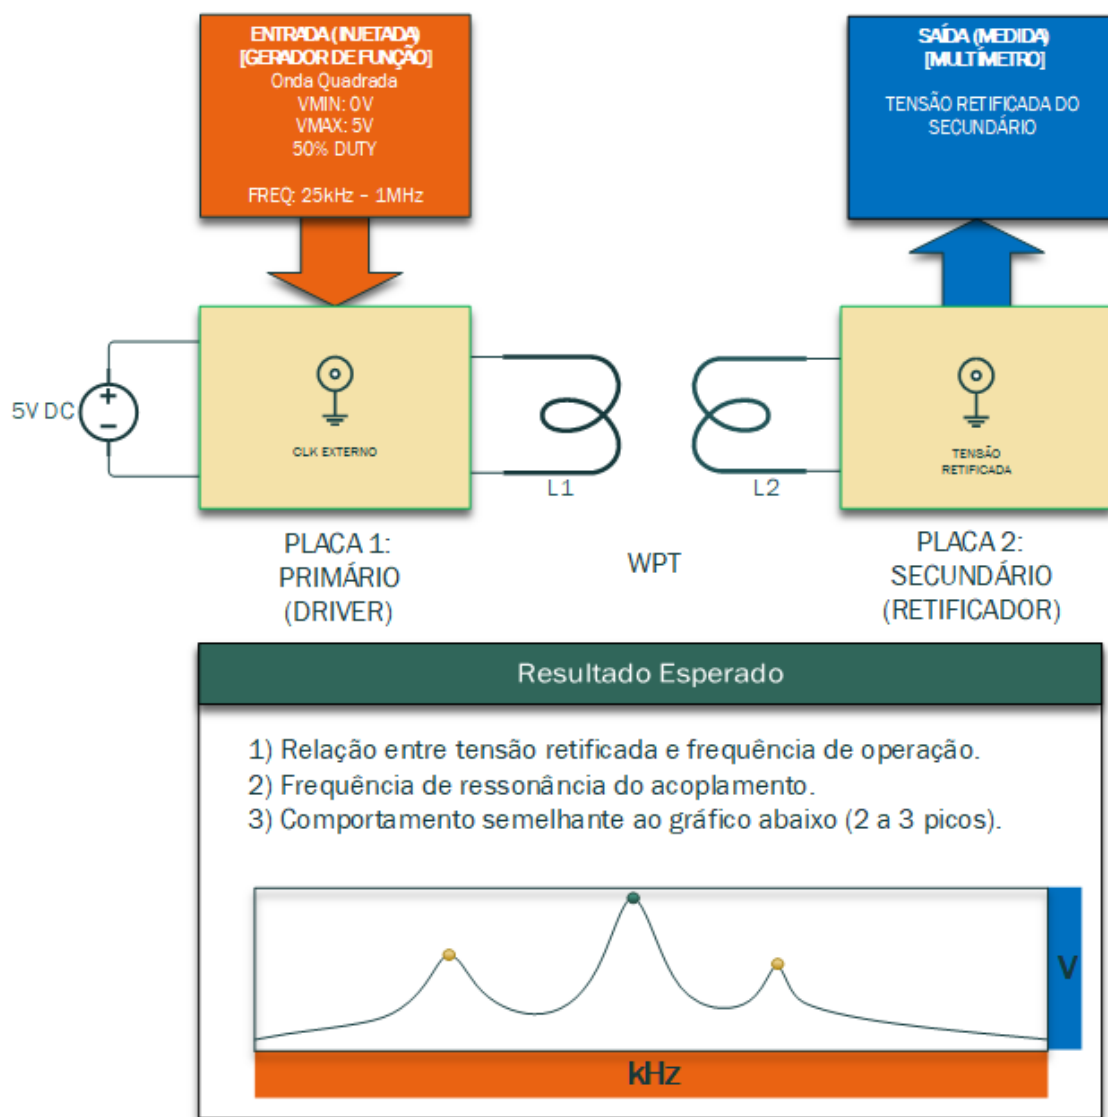 ENTRADA (INJETADA)
[GERADOR DE FUNÇÃO]
Onda Quadrada
VMIN: 0V
VMAX: 5V
50% DUTY
FREQ: 25kHz – 1MHz
SAÍDA (MEDIDA)
[MULTÍMETRO]
TENSÃO RETIFICADA DO
SECUNDÁRIO
5V DC
CLK EXTERNO
L1
L2
TENSÃO
RETIFICADA
PLACA 1:
PRIMÁRIO
(DRIVER)
WPT
PLACA 2:
SECUNDÁRIO
(RETIFICADOR)
Resultado Esperado
1) Relação entre tensão retificada e frequência de operação.
2) Frequência de ressonância do acoplamento.
3) Comportamento semelhante ao gráfico abaixo (2 a 3 picos).
V
kHz